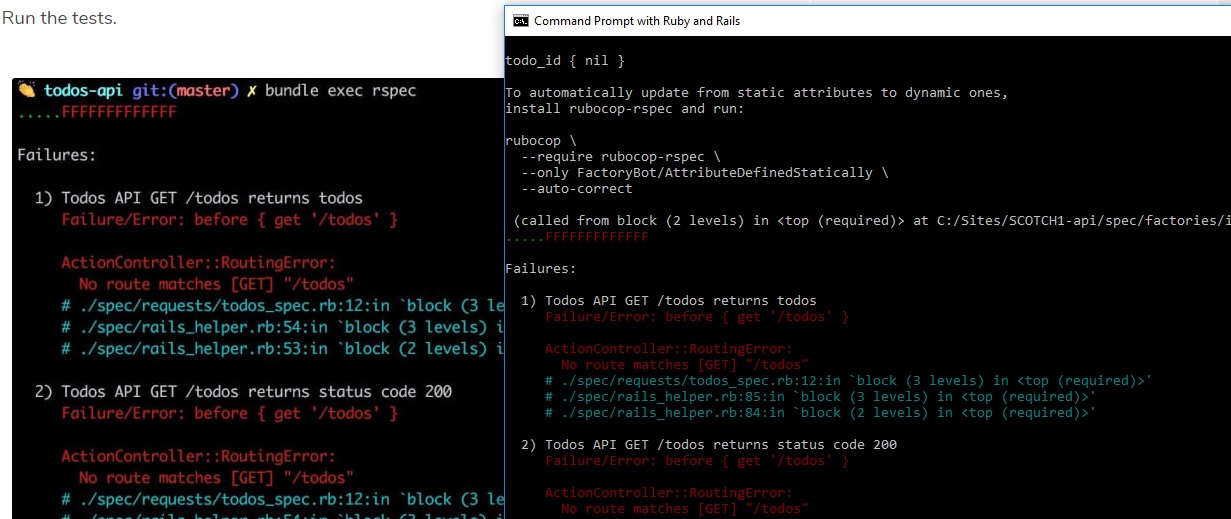 Run the tests.
todos-api git:(master) ✗ bundle exec rspec
.....FFFFFFFFFFFFF
Failures:
1) Todos API GET /todos returns todos
Failure/Error: before { get '/todos' }
ActionController::RoutingError:
No route matches [GET] "/todos"
# ./spec/requests/todos_spec.rb:12:in `block (3 le
# ./spec/rails_helper.rb:54:in `block (3 levels) i
# ./spec/rails_helper.rb:53:in `block (2 levels) i
2) Todos API GET /todos returns status code 200
Failure/Error: before { get '/todos' }
ActionController::RoutingError:
No route matches [GET] "/todos"
# ./spec/requests/todos_spec.rb:12:in `block (3 le
# ./spec/rails_helper.rb:54:in `block (3 levels) i
Command Prompt with Ruby and Rails
todo_id { nil }
To automatically update from static attributes to dynamic ones,
install rubocop-rspec and run:
rubocop \
--require rubocop-rspec \
--only FactoryBot/AttributeDefinedStatically \
--auto-correct
(called from block (2 levels) in <top (required)> at C:/Sites/SCOTCH1-api/spec/factories/i
.....FFFFFFFFFFFFF
Failures:
1) Todos API GET /todos returns todos
Failure/Error: before { get '/todos' }
ActionController::RoutingError:
No route matches [GET] "/todos"
# ./spec/requests/todos_spec.rb:12:in `block (3 levels) in <top (required)>'
# ./spec/rails_helper.rb:85:in `block (3 levels) in <top (required)>'
# ./spec/rails_helper.rb:84:in `block (2 levels) in <top (required)>'
2) Todos API GET /todos returns status code 200
Failure/Error: before { get '/todos' }
ActionController::RoutingError:
No route matches [GET] "/todos"